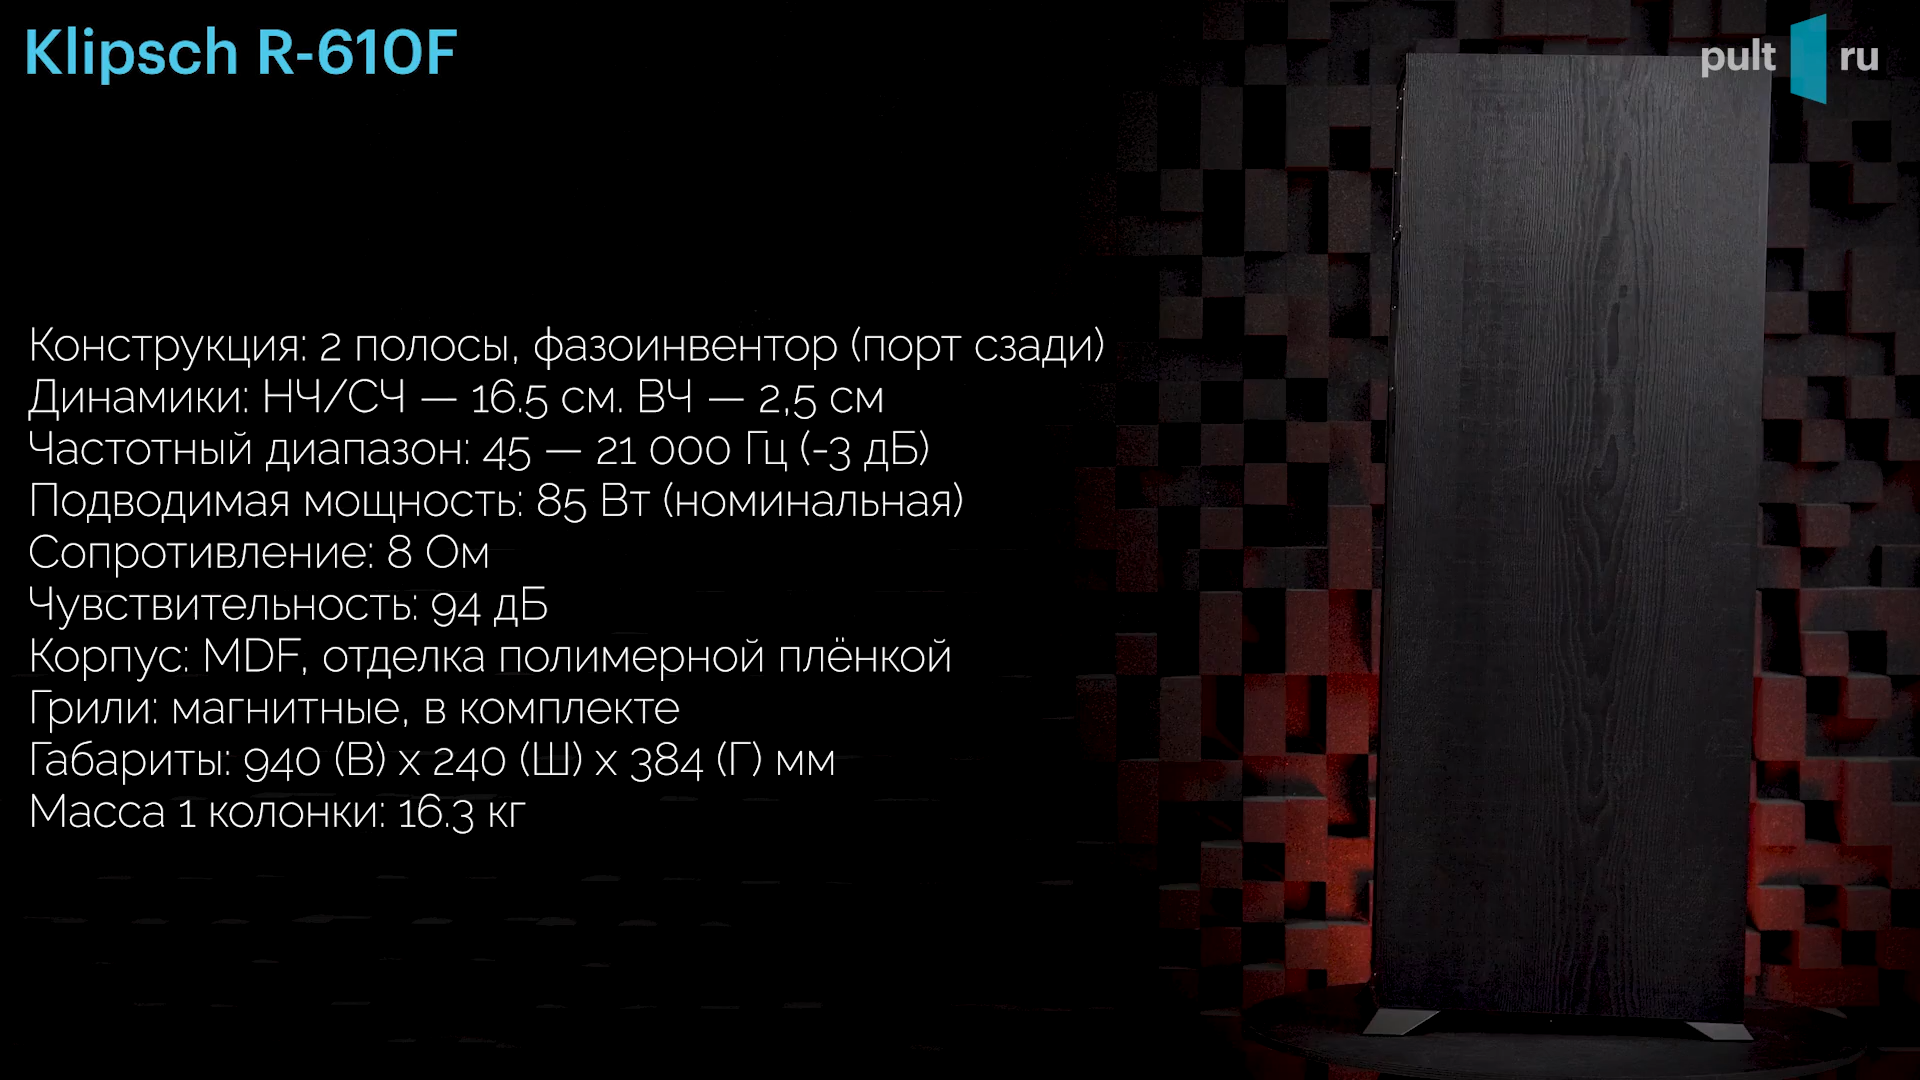 Klipsch R-610F
pult ru
Конструкция: 2 полосы, фазоинвентор (порт сзади)
Динамики: НЧ/СЧ — 16.5 см. ВЧ — 2,5 см
Частотный диапазон: 45 — 21 000 Гц (-3 дБ)
Подводимая мощность: 85 Вт (номинальная)
Сопротивление: 8 Ом
Чувствительность: 94 дБ
Корпус: MDF, отделка полимерной плёнкой
Грили: магнитные, в комплекте
Габариты: 940 (В) x 240 (Ш) x 384 (Г) мм
Масса 1 колонки: 16.3 кг